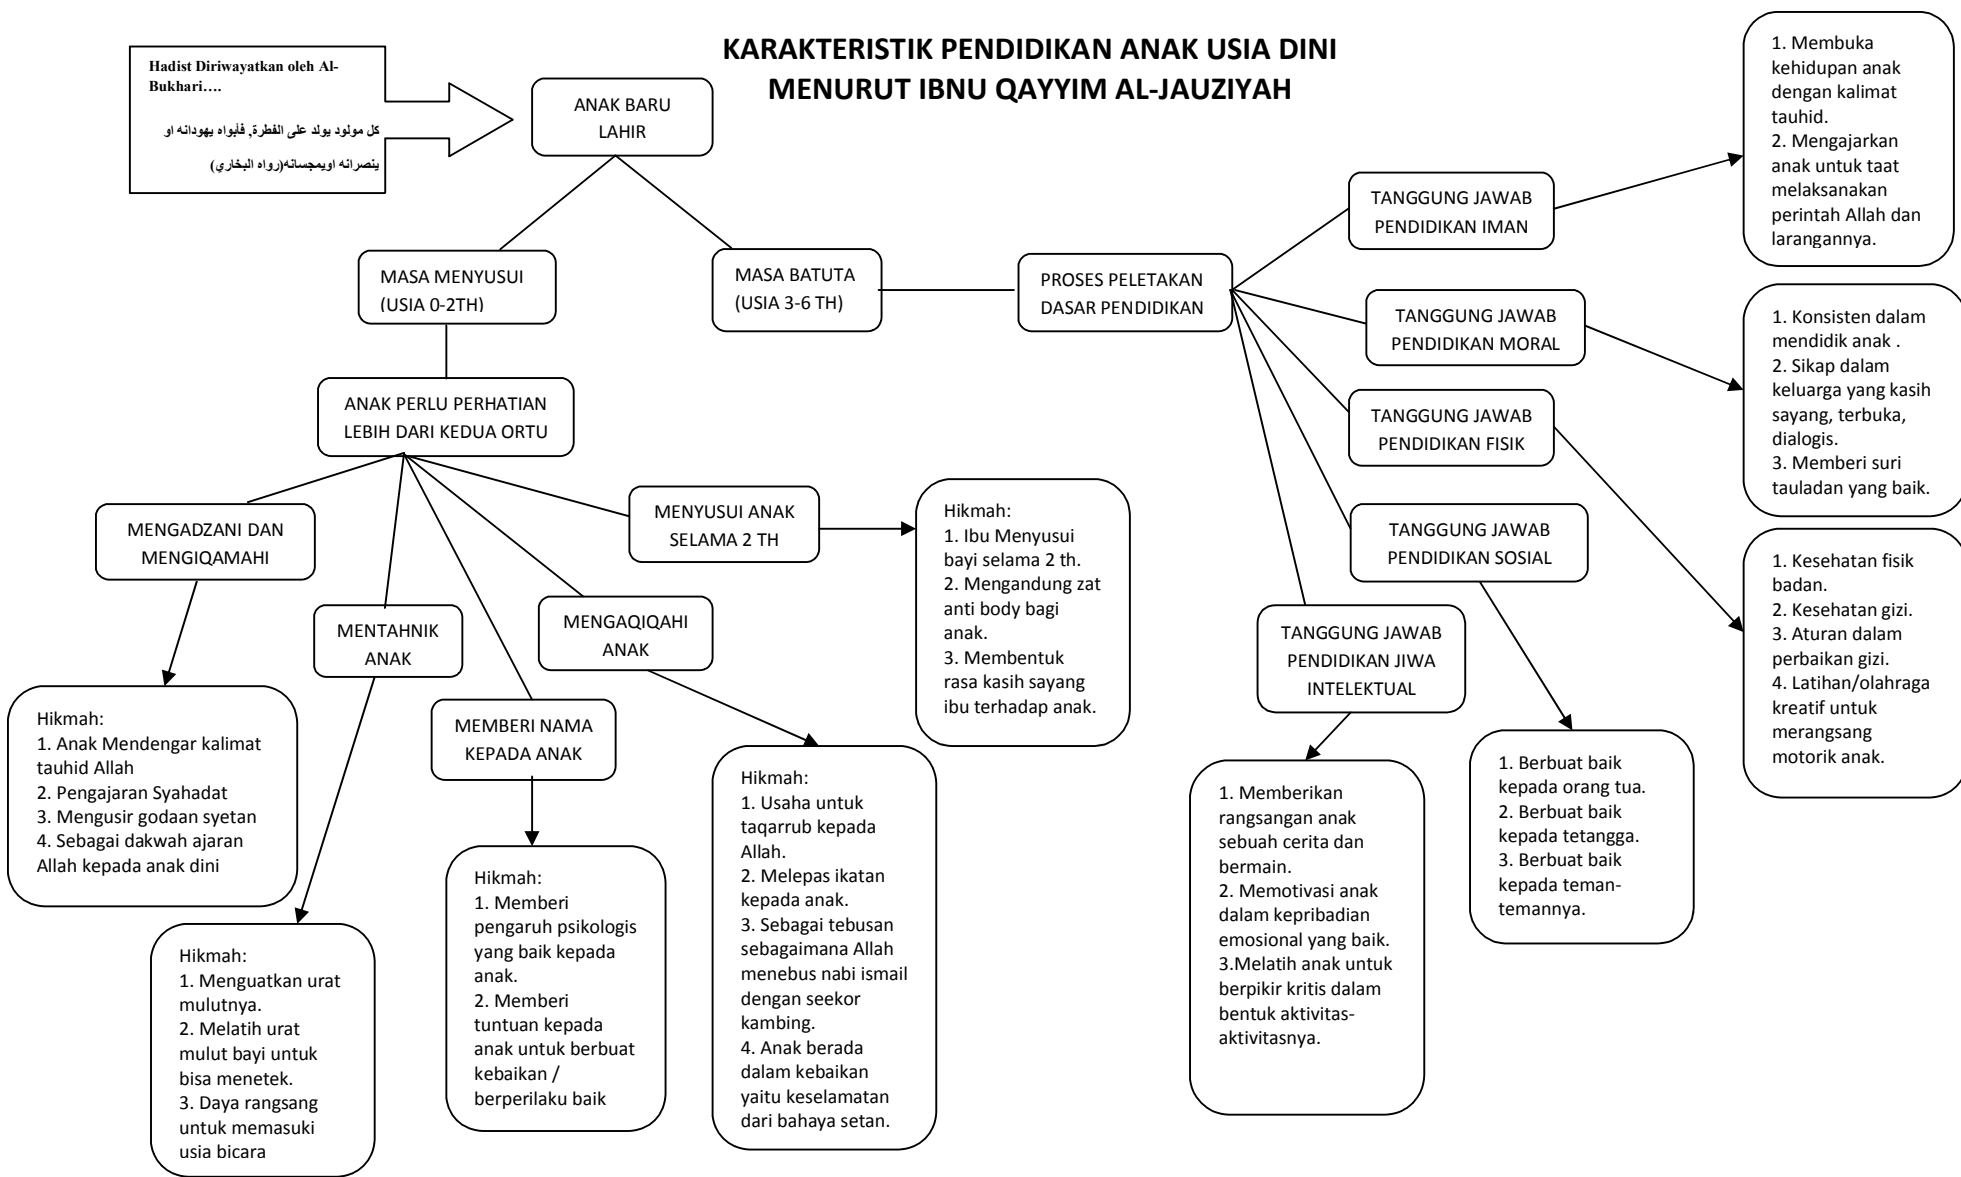 KARAKTERISTIK PENDIDIKAN ANAK USIA DINI
MENURUT IBNU QAYYIM AL-JAUZIYAH
Hadist Diriwayatkan oleh Al-
Bukhari….
كل مولود يولد على الفطرة, فأبواه يهودانه او
ينصرانه اويمجسانه(رواه البخاري)
ANAK BARU
LAHIR
MASA MENYUSUI
(USIA 0-2TH)
MASA BATUTA
(USIA 3-6 TH)
PROSES PELETAKAN
DASAR PENDIDIKAN
ANAK PERLU PERHATIAN
LEBIH DARI KEDUA ORTU
MENGADZANI DAN
MENGIQAMAHI
Hikmah:
1. Anak Mendengar kalimat
tauhid Allah
2. Pengajaran Syahadat
3. Mengusir godaan syetan
4. Sebagai dakwah ajaran
Allah kepada anak dini
MENTAHNIK
ANAK
Hikmah:
1. Menguatkan urat
mulutnya.
2. Melatih urat
mulut bayi untuk
bisa menetek.
3. Daya rangsang
untuk memasuki
usia bicara
MEMBERI NAMA
KEPADA ANAK
Hikmah:
1. Memberi
pengaruh psikologis
yang baik kepada
anak.
2. Memberi
tuntuan kepada
anak untuk berbuat
kebaikan /
berperilaku baik
MENGAQIQAHI
ANAK
Hikmah:
1. Usaha untuk
taqarrub kepada
Allah.
2. Melepas ikatan
kepada anak.
3. Sebagai tebusan
sebagaimana Allah
menebus nabi ismail
dengan seekor
kambing.
4. Anak berada
dalam kebaikan
yaitu keselamatan
dari bahaya setan.
MENYUSUI ANAK
SELAMA 2 TH
Hikmah:
1. Ibu Menyusui
bayi selama 2 th.
2. Mengandung zat
anti body bagi
anak.
3. Membentuk
rasa kasih sayang
ibu terhadap anak.
TANGGUNG JAWAB
PENDIDIKAN IMAN
1. Membuka
kehidupan anak
dengan kalimat
tauhid.
2. Mengajarkan
anak untuk taat
melaksanakan
perintah Allah dan
larangannya.
TANGGUNG JAWAB
PENDIDIKAN MORAL
1. Konsisten dalam
mendidik anak .
2. Sikap dalam
keluarga yang kasih
sayang, terbuka,
dialogis.
3. Memberi suri
tauladan yang baik.
TANGGUNG JAWAB
PENDIDIKAN FISIK
1. Kesehatan fisik
badan.
2. Kesehatan gizi.
3. Aturan dalam
perbaikan gizi.
4. Latihan/olahraga
kreatif untuk
merangsang
motorik anak.
TANGGUNG JAWAB
PENDIDIKAN SOSIAL
1. Berbuat baik
kepada orang tua.
2. Berbuat baik
kepada tetangga.
3. Berbuat baik
kepada teman-
temannya.
TANGGUNG JAWAB
PENDIDIKAN JIWA
INTELEKTUAL
1. Memberikan
rangsangan anak
sebuah cerita dan
bermain.
2. Memotivasi anak
dalam kepribadian
emosional yang baik.
3.Melatih anak untuk
berpikir kritis dalam
bentuk aktivitas-
aktivitasnya.